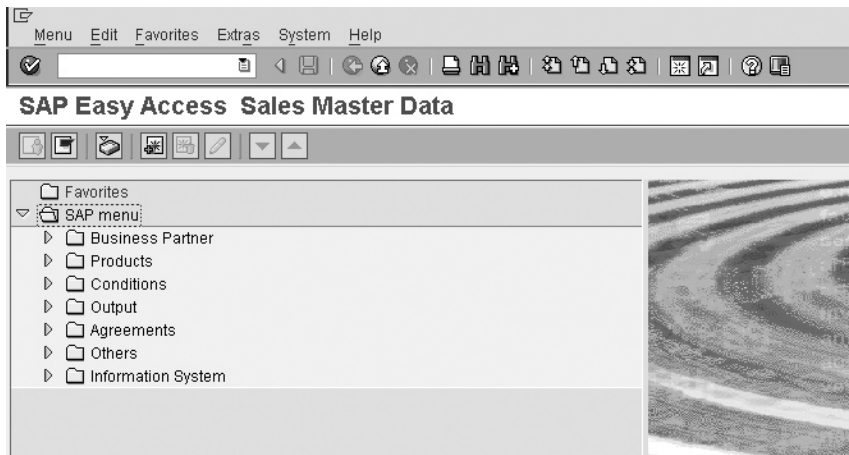 Menu Edit Favorites Extras System Help
SAP Easy Access Sales Master Data
Favorites
SAP menu
Business Partner
Products
Conditions
Output
Agreements
Others
Information System